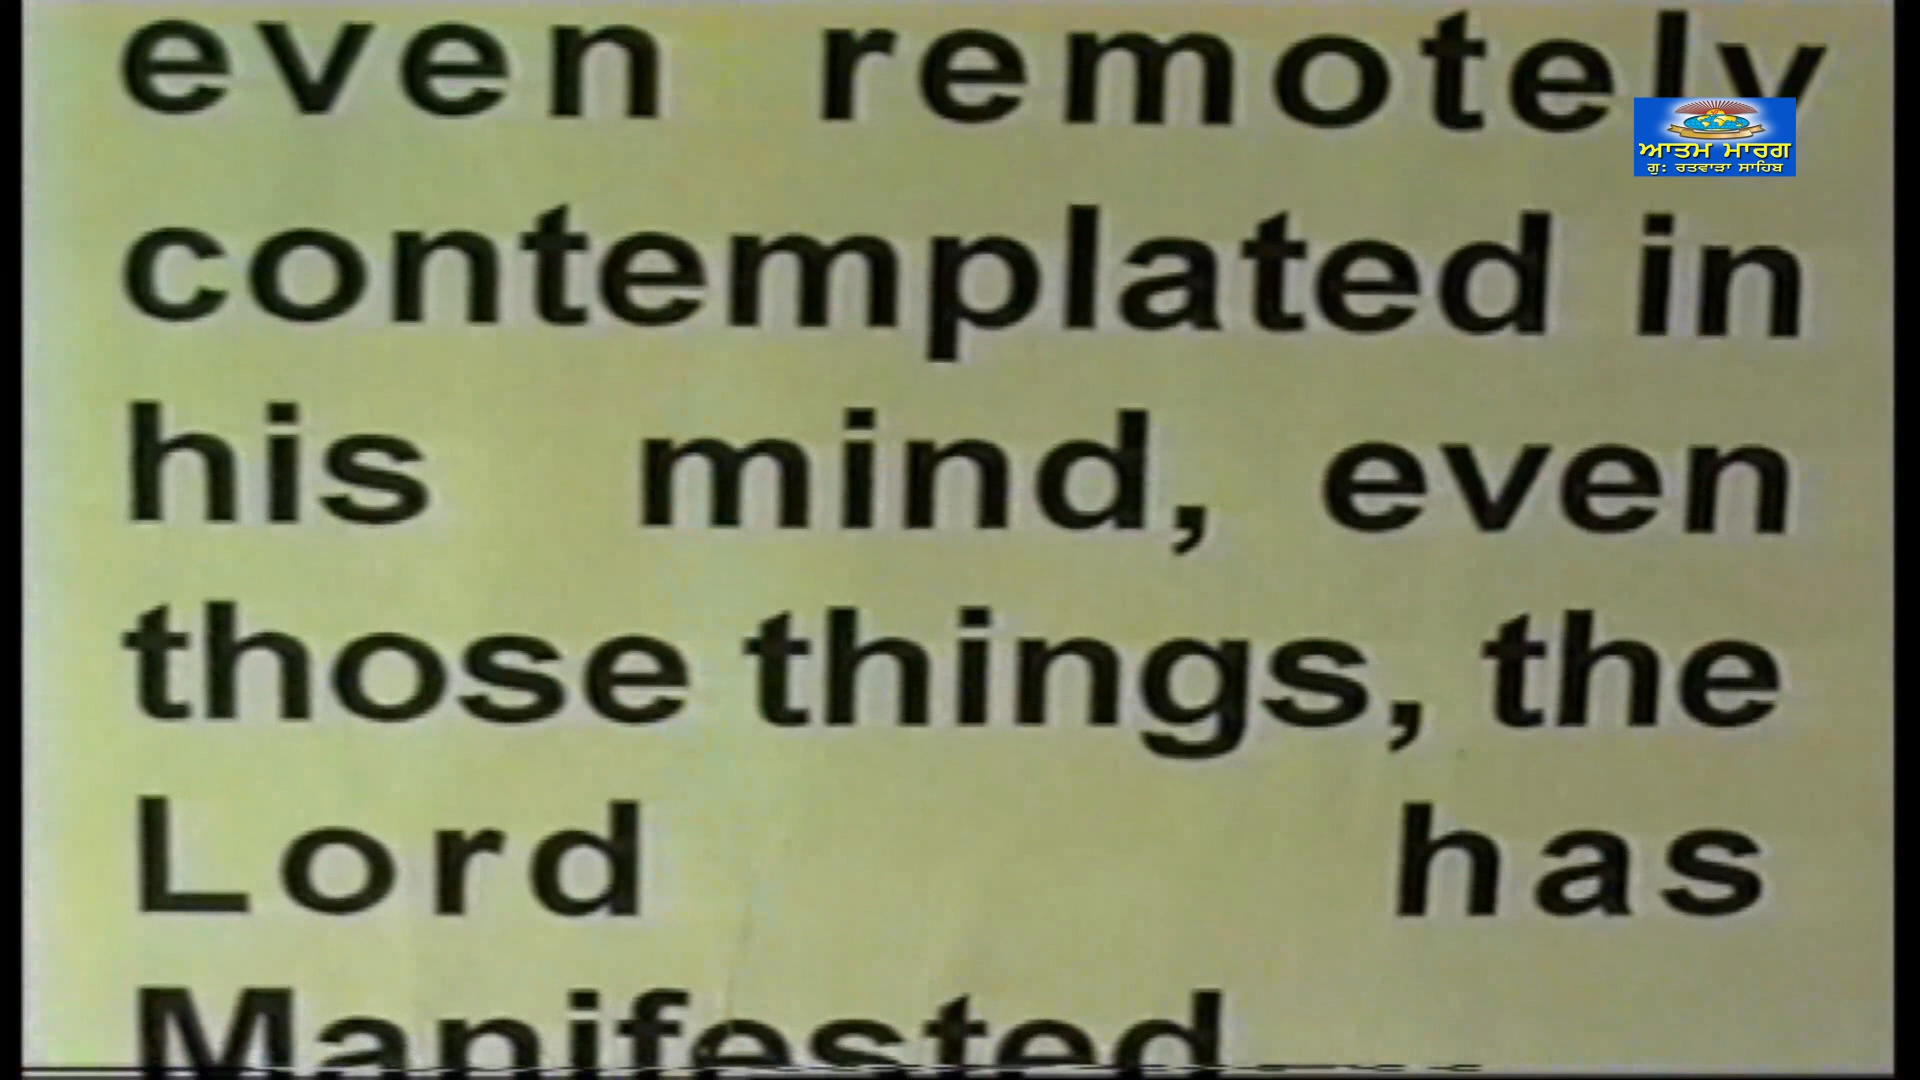 even remotely
ਆਤਮ ਮਾਰਗ
ਗੁ: ਰਤਵਾੜਾ ਸਾਹਿਬ
contemplated in
his mind, even
those things, the
Lord has
Manifested